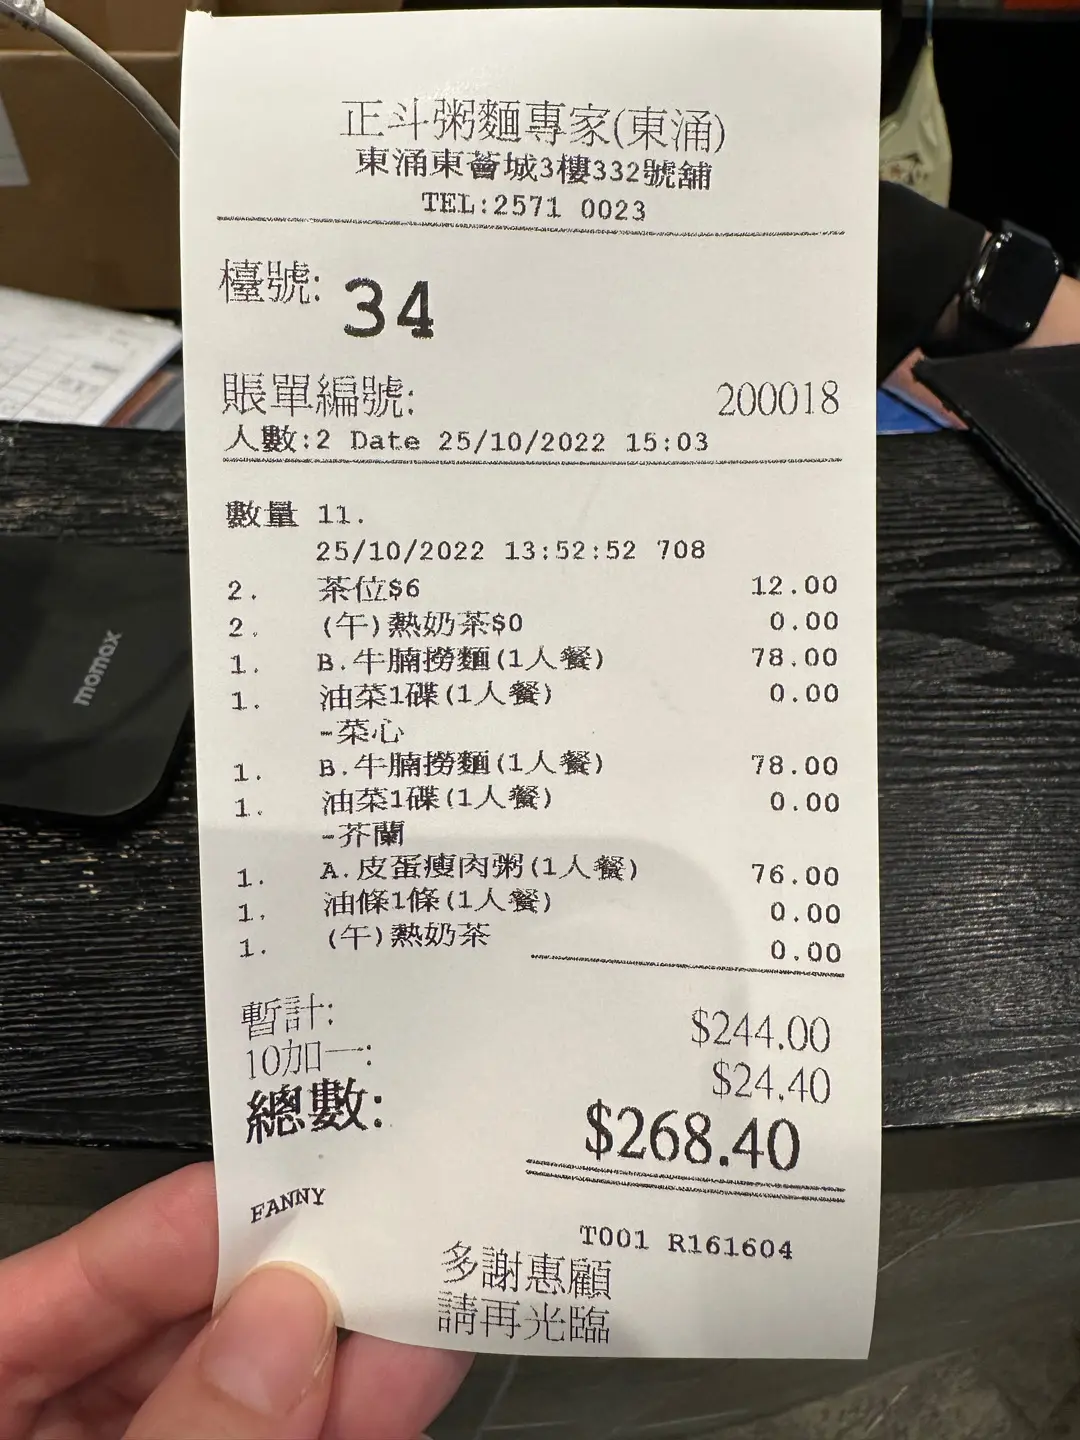 正斗粥麵專家(東涌)
東涌東薈城3樓332號舖
TEL:2571 0023
檯號: 34
賬單編號: 200018
人數:2 Date 25/10/2022 15:03
數量 11.
25/10/2022 13:52:52 708
2. 茶位$6 12.00
2. (午)熱奶茶$0 0.00
1. B.牛腩撈麵(1人餐) 78.00
1. 油菜1碟(1人餐) 0.00
-菜心
1. B.牛腩撈麵(1人餐) 78.00
1. 油菜1碟(1人餐) 0.00
-芥蘭
1. A.皮蛋瘦肉粥(1人餐) 76.00
1. 油條1條(1人餐) 0.00
1. (午)熱奶茶 0.00
暫計: $244.00
10加一: $24.40
總數: $268.40
FANNY
T001 R161604
多謝惠顧
請再光臨
momax